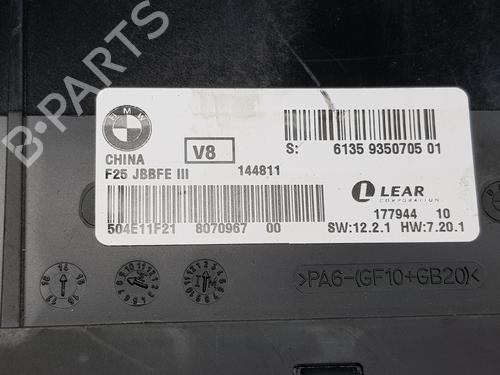 B-PARTS
BMW
CHINA
V8
S: 6135 9350705 01
F25 JBBFE III 144811
LEAR
CORPORATION
504E11F21 8070967 00
177944 10
SW:12.2.1 HW:7.20.1
>PA6-(GF10+GB20)<